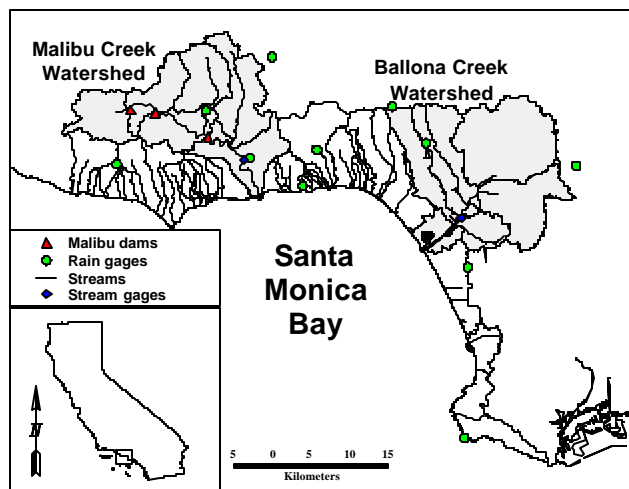 Malibu Creek
Watershed
Ballona Creek
Watershed
Santa
Monica
Bay
Malibu dams
Rain gages
Streams
Stream gages
N
5 0 5 10 15
Kilometers